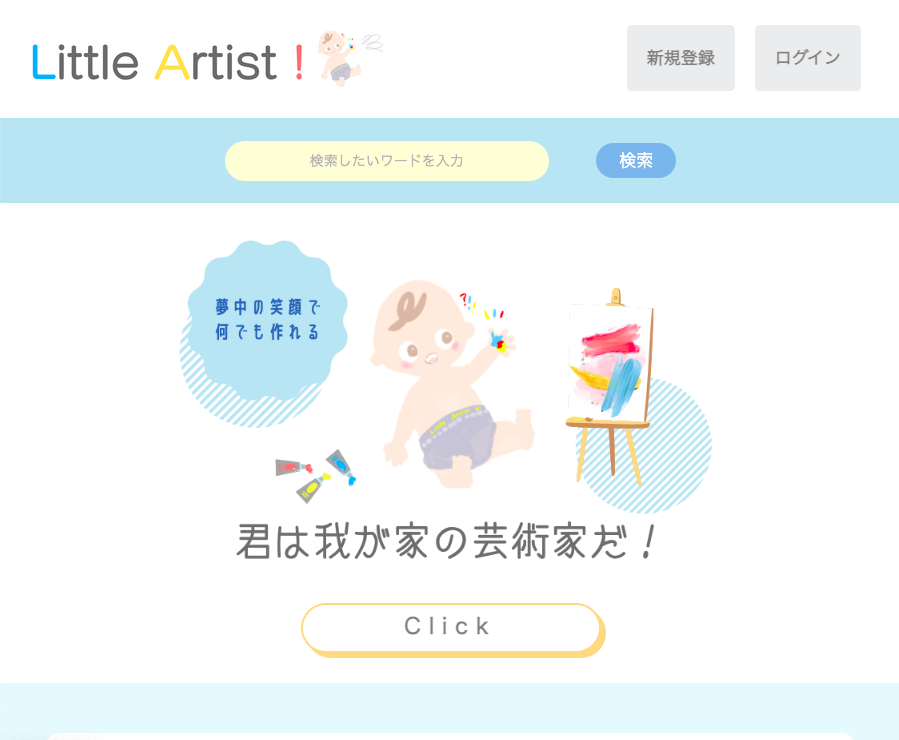 Little Artist !
新規登録
ログイン
検索したいワードを入力
検索
夢中の笑顔で
何でも作れる
君は我が家の芸術家だ！
Click